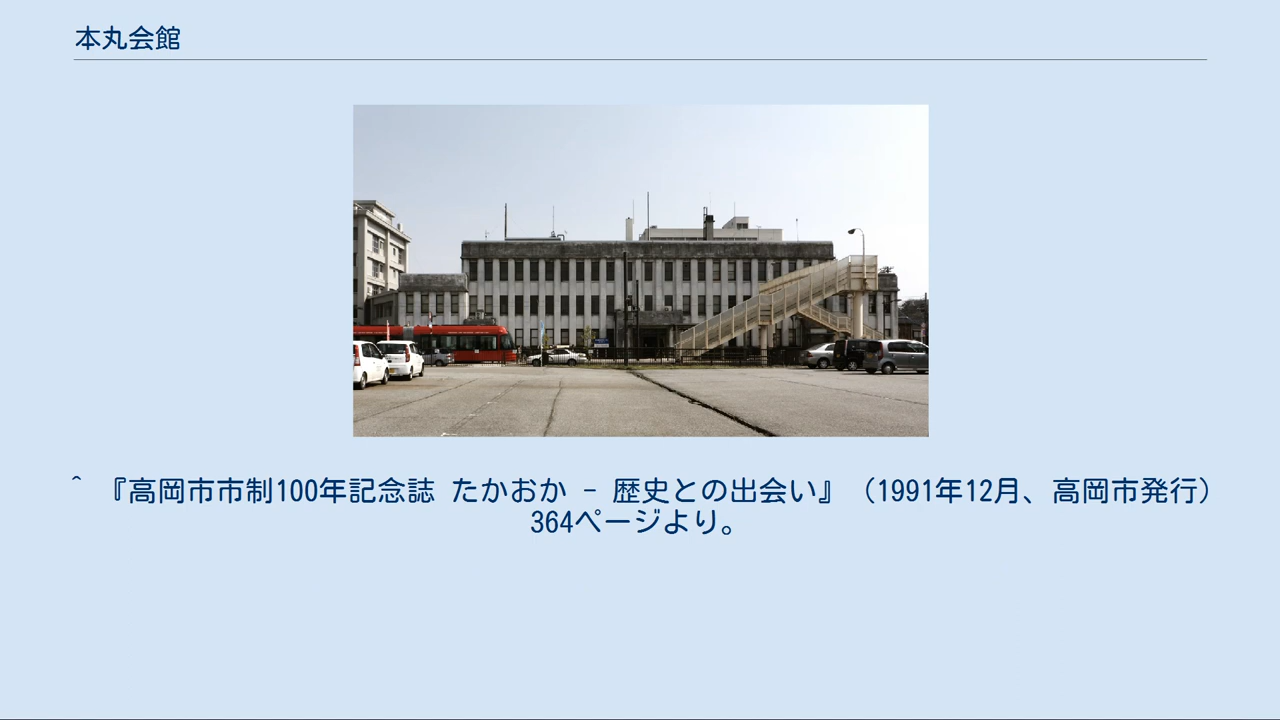 本丸会館
^ 『高岡市市制100年記念誌 たかおか - 歴史との出会い』（1991年12月、高岡市発行）
364ページより。